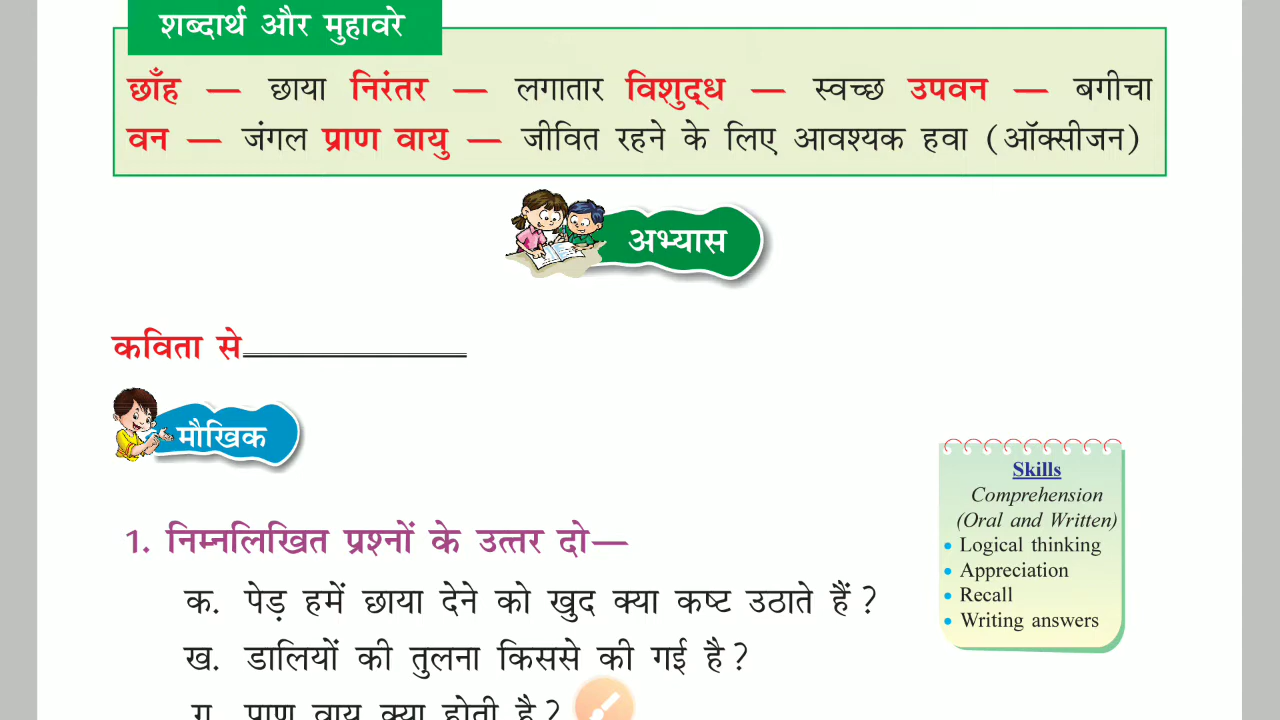 शब्दार्थ और मुहावरे
छाँह — छाया निरंतर — लगातार विशुद्ध — स्वच्छ उपवन — बगीचा
वन — जंगल प्राण वायु — जीवित रहने के लिए आवश्यक हवा (ऑक्सीजन)
अभ्यास
कविता से
मौखिक
Skills
Comprehension
(Oral and Written)
• Logical thinking
• Appreciation
• Recall
• Writing answers
1. निम्नलिखित प्रश्नों के उत्तर दो—
क. पेड़ हमें छाया देने को खुद क्या कष्ट उठाते हैं ?
ख. डालियों की तुलना किससे की गई है ?
ग. प्राण वायु क्या होती है ?